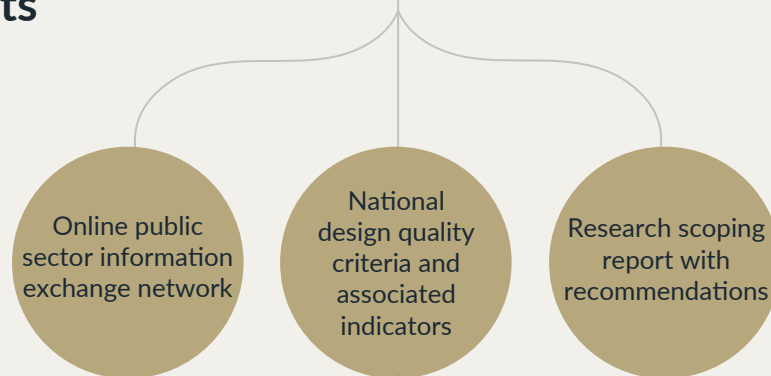 ts
Online public
sector information
exchange network
National
design quality
criteria and
associated
indicators
Research scoping
report with
recommendations